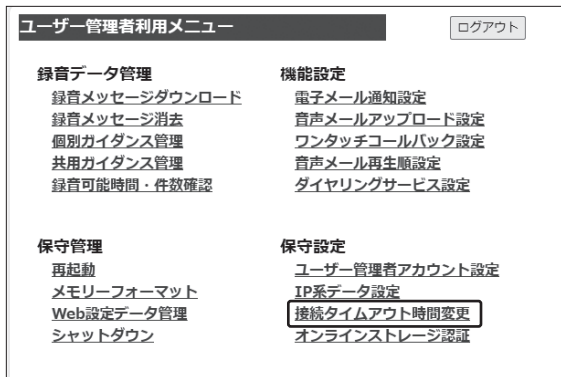 ユーザー管理者利用メニュー
ログアウト
録音データ管理
録音メッセージダウンロード
録音メッセージ消去
個別ガイダンス管理
共用ガイダンス管理
録音可能時間・件数確認
機能設定
電子メール通知設定
音声メールアップロード設定
ワンタッチコールバック設定
音声メール再生順設定
ダイヤリングサービス設定
保守管理
再起動
メモリーフォーマット
Web設定データ管理
シャットダウン
保守設定
ユーザー管理者アカウント設定
IP系データ設定
接続タイムアウト時間変更
オンラインストレージ認証